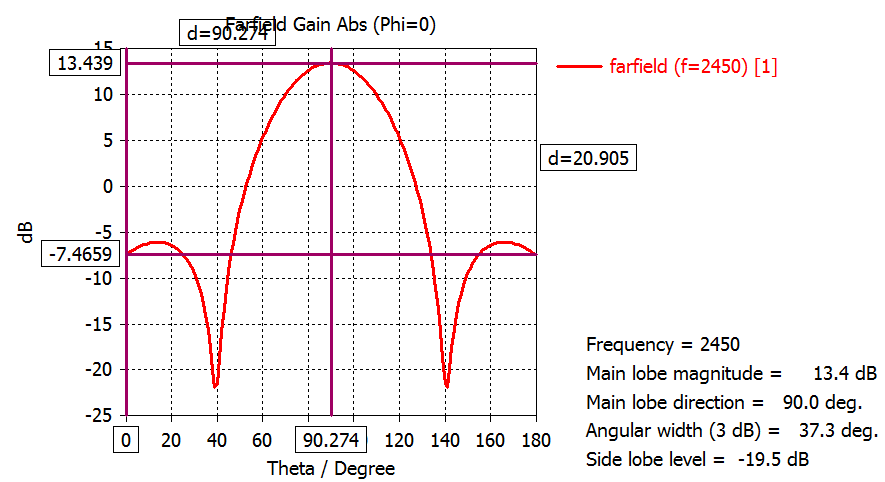 Farfield Gain Abs (Phi=0)
d=90.274
15
13.439
10
5
0
-5
-7.4659
-10
-15
-20
-25
dB
0
20
40
60
90.274
120
140
160
180
Theta / Degree
farfield (f=2450) [1]
d=20.905
Frequency = 2450
Main lobe magnitude = 13.4 dB
Main lobe direction = 90.0 deg.
Angular width (3 dB) = 37.3 deg.
Side lobe level = -19.5 dB